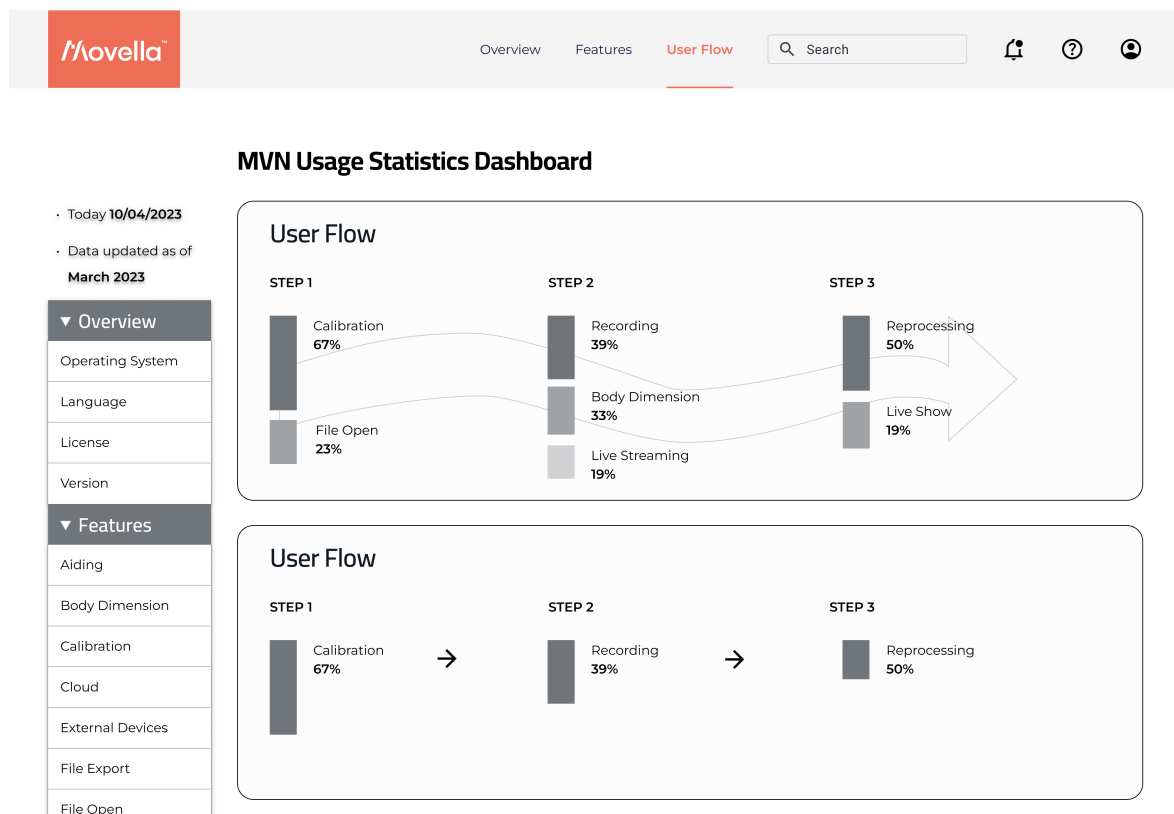 Movella™
Overview
Features
User Flow
Search
MVN Usage Statistics Dashboard
· Today 10/04/2023
· Data updated as of
March 2023
▼ Overview
Operating System
Language
License
Version
▼ Features
Aiding
Body Dimension
Calibration
Cloud
External Devices
File Export
File Open
User Flow
STEP 1
STEP 2
STEP 3
Calibration
67%
File Open
23%
Recording
39%
Body Dimension
33%
Live Streaming
19%
Reprocessing
50%
Live Show
19%
User Flow
STEP 1
STEP 2
STEP 3
Calibration
67%
Recording
39%
Reprocessing
50%